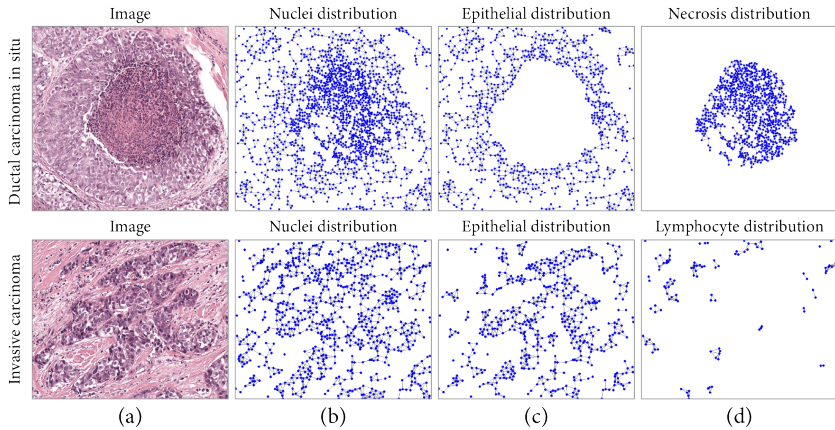 Image Nuclei distribution Epithelial distribution Necrosis distribution
Ductal carcinoma in situ
Image Nuclei distribution Epithelial distribution Lymphocyte distribution
Invasive carcinoma
(a) (b) (c) (d)